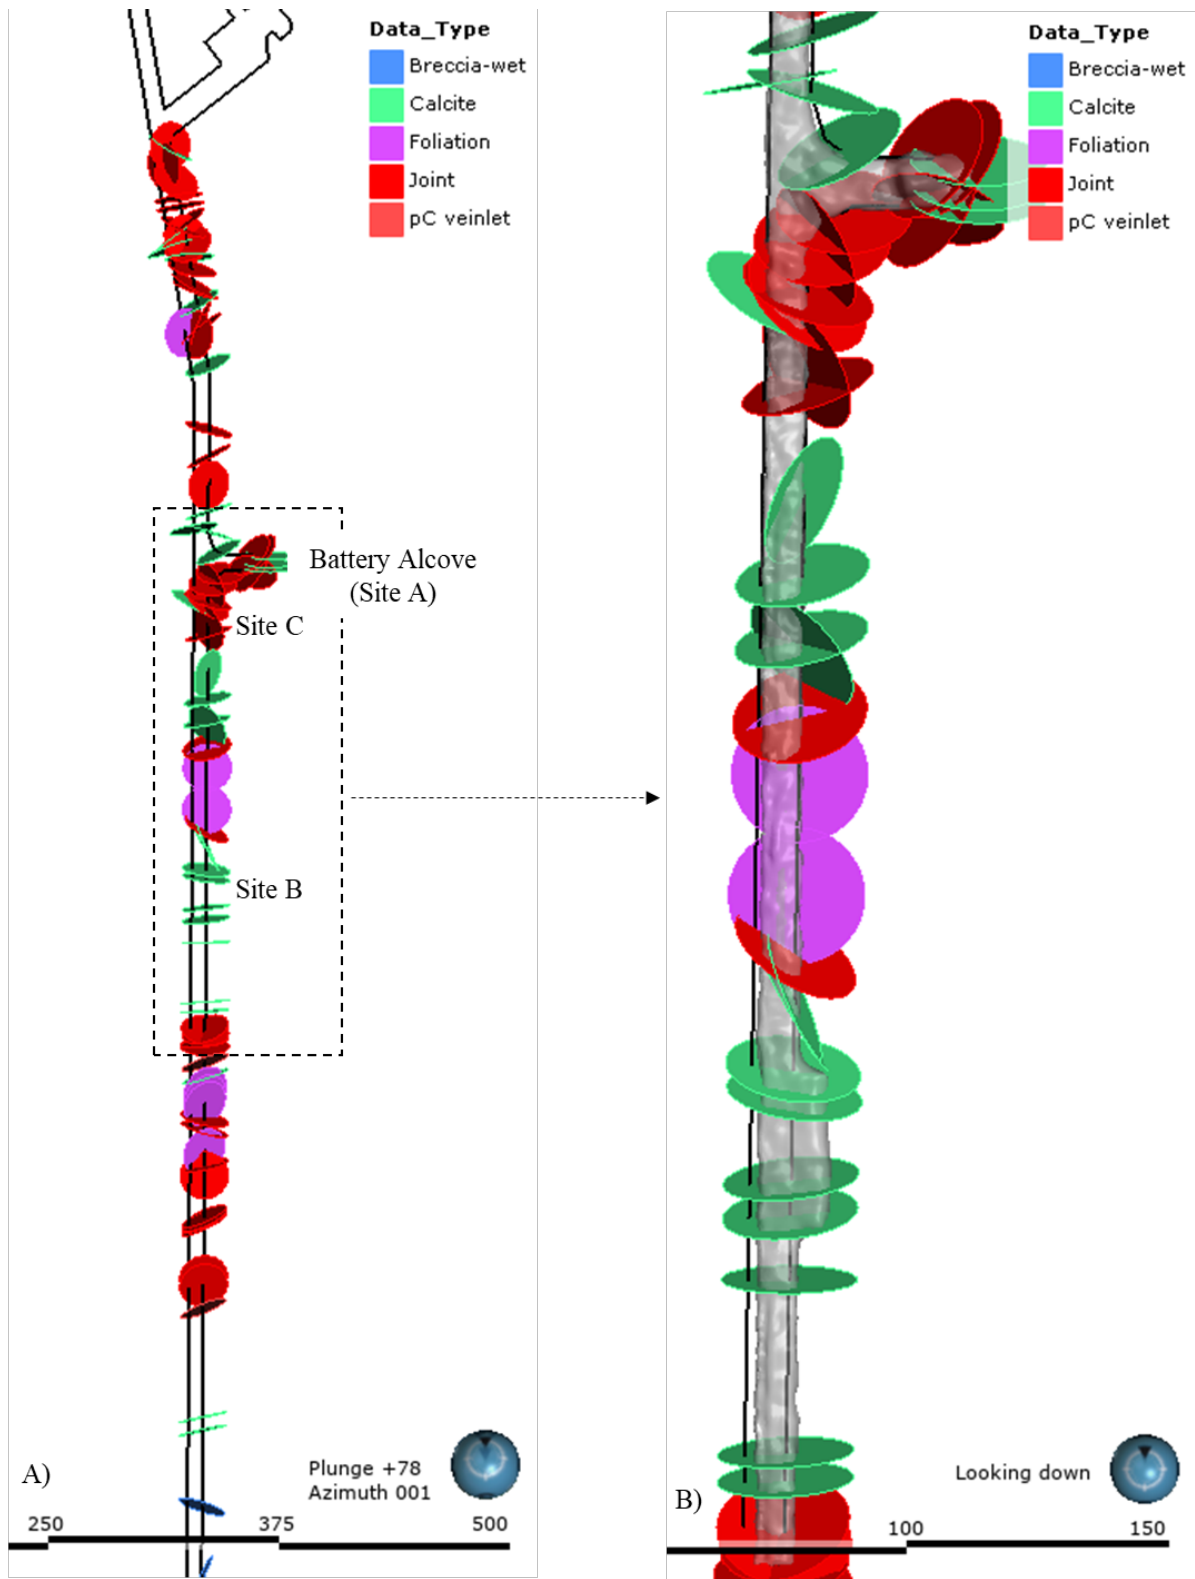 Data_Type
Breccia-wet
Calcite
Foliation
Joint
pC veinlet
Battery Alcove
(Site A)
Site C
Site B
A)
Plunge +78
Azimuth 001
250
375
500
Data_Type
Breccia-wet
Calcite
Foliation
Joint
pC veinlet
B)
Looking down
100
150